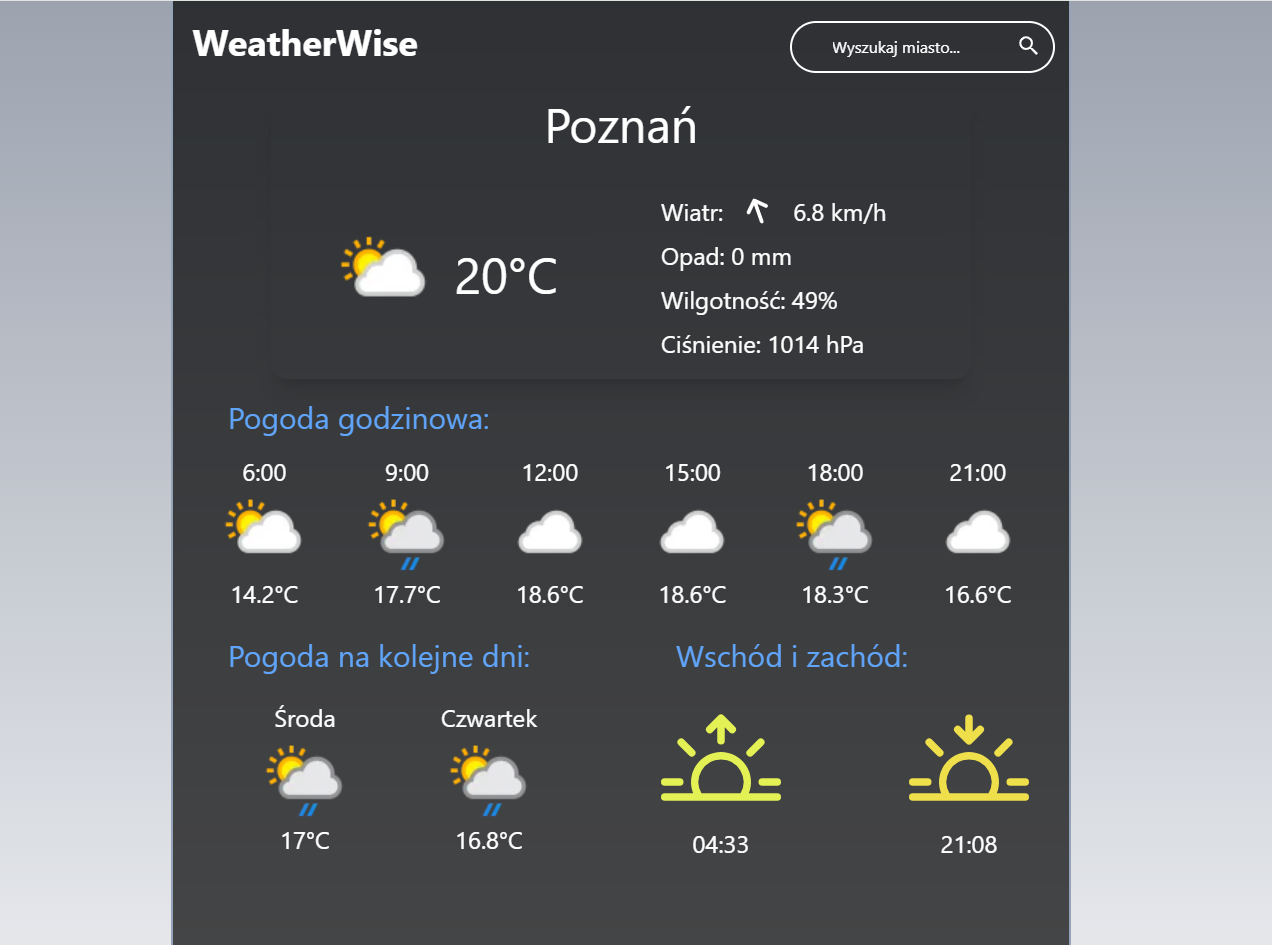 WeatherWise
Wyszukaj miasto...
Poznań
20°C
Wiatr: 6.8 km/h
Opad: 0 mm
Wilgotność: 49%
Ciśnienie: 1014 hPa
Pogoda godzinowa:
6:00 9:00 12:00 15:00 18:00 21:00
14.2°C 17.7°C 18.6°C 18.6°C 18.3°C 16.6°C
Pogoda na kolejne dni:
Środa Czwartek
17°C 16.8°C
Wschód i zachód:
04:33 21:08